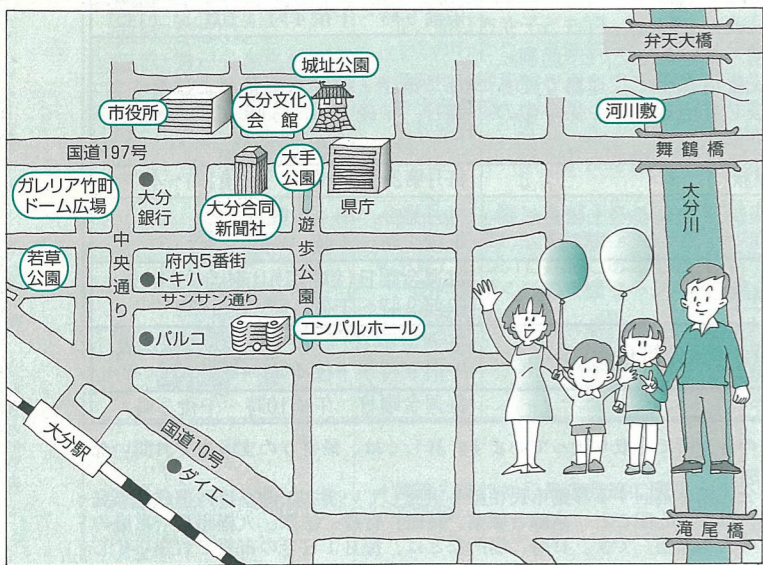 弁天大橋
城址公園
市役所
大分文化
会館
河川敷
国道197号
大手
公園
舞鶴橋
ガレリア竹町
ドーム広場
大分
銀行
大分合同
新聞社
県庁
大分川
遊歩公園
中央通り
若草
公園
府内5番街
トキハ
サンサン通り
パルコ
コンパルホール
国道10号
大分駅
ダイエー
滝尾橋